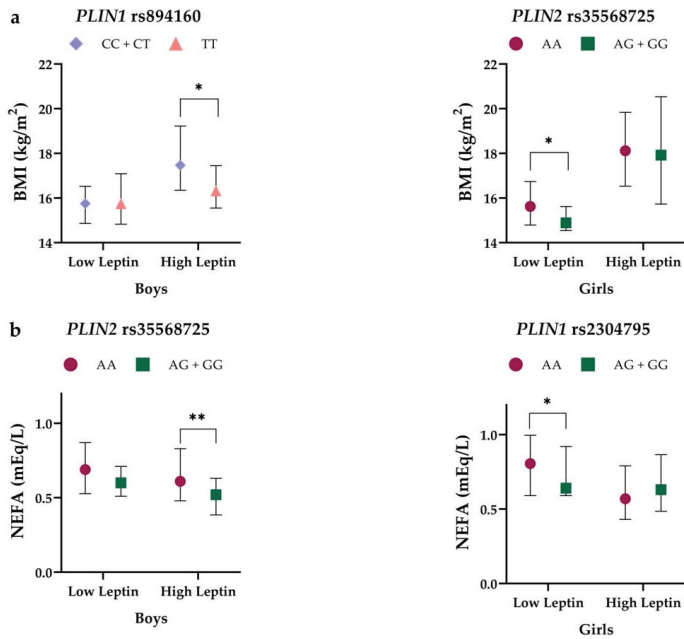 a
PLIN1 rs894160
CC + CT TT
22
20
18
16
14
BMI (kg/m²)
*
Low Leptin High Leptin
Boys
PLIN2 rs35568725
AA AG + GG
22
20
18
16
14
BMI (kg/m²)
*
Low Leptin High Leptin
Girls
b
PLIN2 rs35568725
AA AG + GG
1.0
0.5
0.0
NEFA (mEq/L)
**
Low Leptin High Leptin
Boys
PLIN1 rs2304795
AA AG + GG
1.0
0.5
0.0
NEFA (mEq/L)
*
Low Leptin High Leptin
Girls